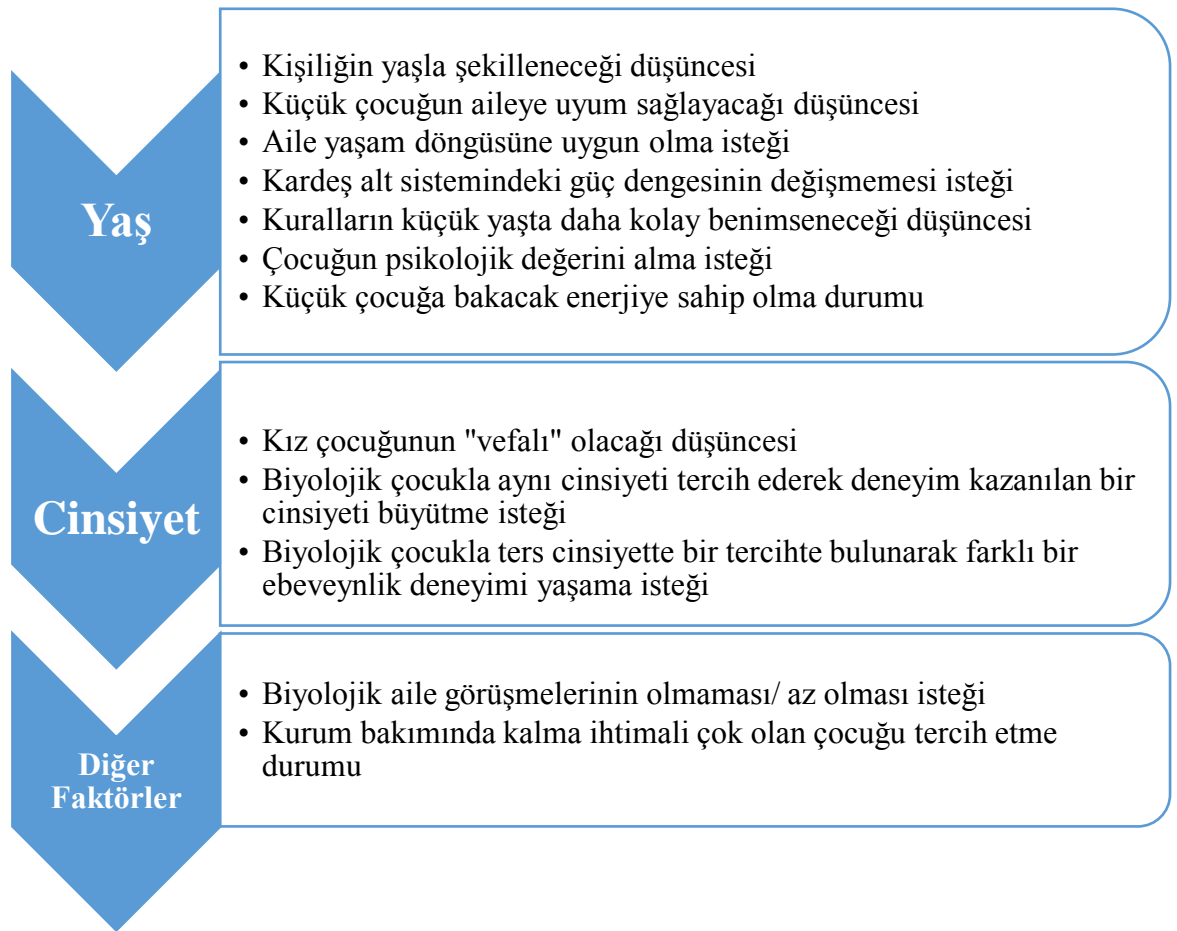 Yaş
• Kişiliğin yaşla şekilleneceği düşüncesi
• Küçük çocuğun aileye uyum sağlayacağı düşüncesi
• Aile yaşam döngüsüne uygun olma isteği
• Kardeş alt sistemindeki güç dengesinin değişmemesi isteği
• Kuralların küçük yaşta daha kolay benimseneceği düşüncesi
• Çocuğun psikolojik değerini alma isteği
• Küçük çocuğa bakacak enerjiye sahip olma durumu
Cinsiyet
• Kız çocuğunun "vefalı" olacağı düşüncesi
• Biyolojik çocukla aynı cinsiyeti tercih ederek deneyim kazanılan bir
cinsiyeti büyütme isteği
• Biyolojik çocukla ters cinsiyette bir tercihte bulunarak farklı bir
ebeveynlik deneyimi yaşama isteği
Diğer
Faktörler
• Biyolojik aile görüşmelerinin olmaması/ az olması isteği
• Kurum bakımında kalma ihtimali çok olan çocuğu tercih etme
durumu